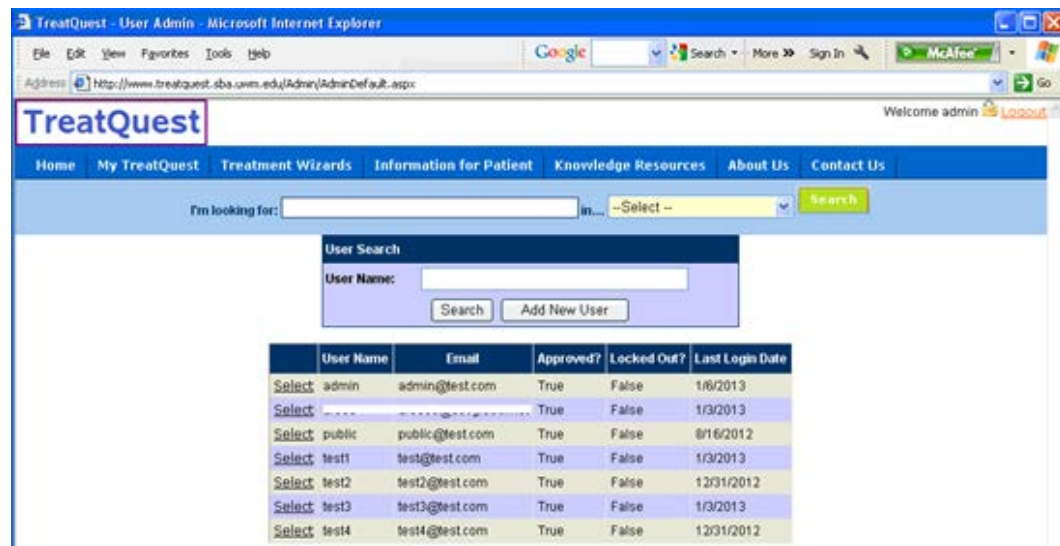 TreatQuest - User Admin - Microsoft Internet Explorer
File Edit View Favorites Tools Help Google Search More » Sign In McAfee
Address http://www.treatquest.sba.uwm.edu/Admin/AdminDefault.aspx Go
Welcome admin Logout
TreatQuest
Home My TreatQuest Treatment Wizards Information for Patient Knowledge Resources About Us Contact Us
I'm looking for: in.... --Select -- Search
User Search
User Name:
Search Add New User
User Name Email Approved? Locked Out? Last Login Date
Select admin admin@test.com True False 1/6/2013
Select True False 1/3/2013
Select public public@test.com True False 8/16/2012
Select test1 test@test.com True False 1/3/2013
Select test2 test2@test.com True False 12/31/2012
Select test3 test3@test.com True False 1/3/2013
Select test4 test4@test.com True False 12/31/2012